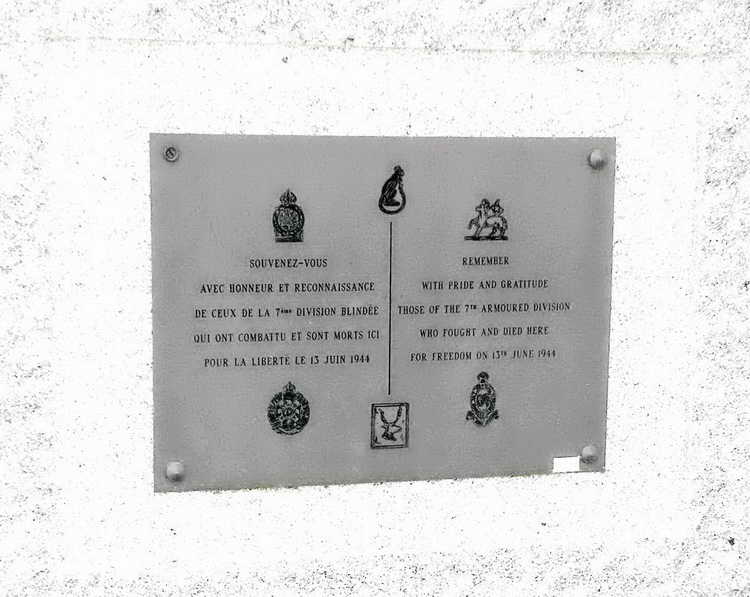 SOUVENEZ-VOUS
AVEC HONNEUR ET RECONNAISSANCE
DE CEUX DE LA 7ème DIVISION BLINDÉE
QUI ONT COMBATTU ET SONT MORTS ICI
POUR LA LIBERTE LE 13 JUIN 1944
REMEMBER
WITH PRIDE AND GRATITUDE
THOSE OF THE 7TH ARMOURED DIVISION
WHO FOUGHT AND DIED HERE
FOR FREEDOM ON 13TH JUNE 1944